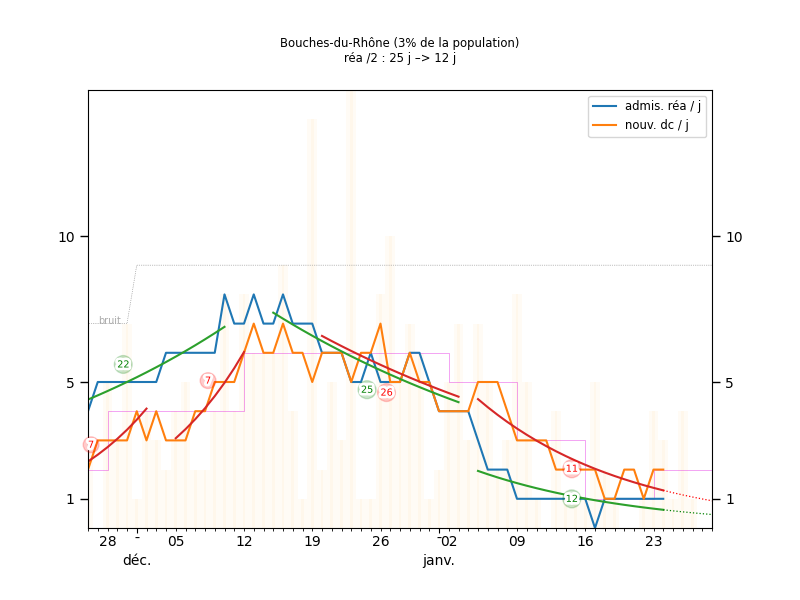 Bouches-du-Rhône (3% de la population)
réa /2 : 25 j –> 12 j
admis. réa / j
nouv. dc / j
10 10
bruit
22
7
25 26
5 5
7
11
12
1 1
28 - 05 12 19 26 -02 09 16 23
déc. janv.